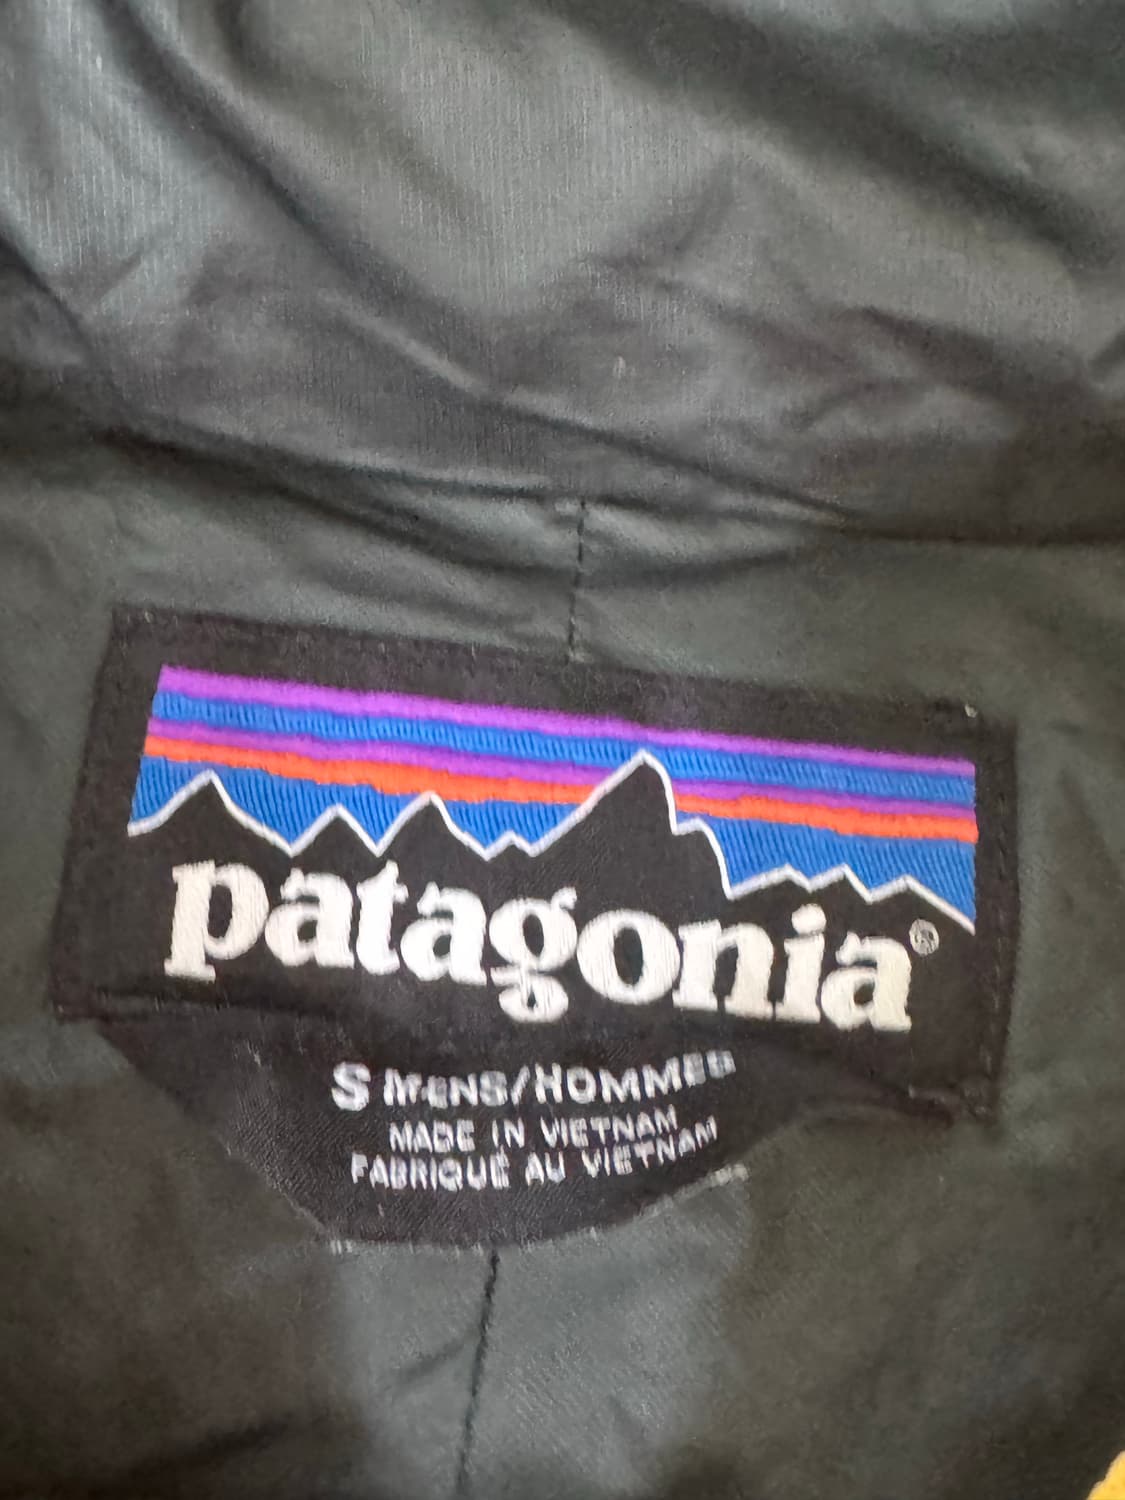 patagonia®
S MENS/HOMMES
MADE IN VIETNAM
FABRIQUÉ AU VIETNAM